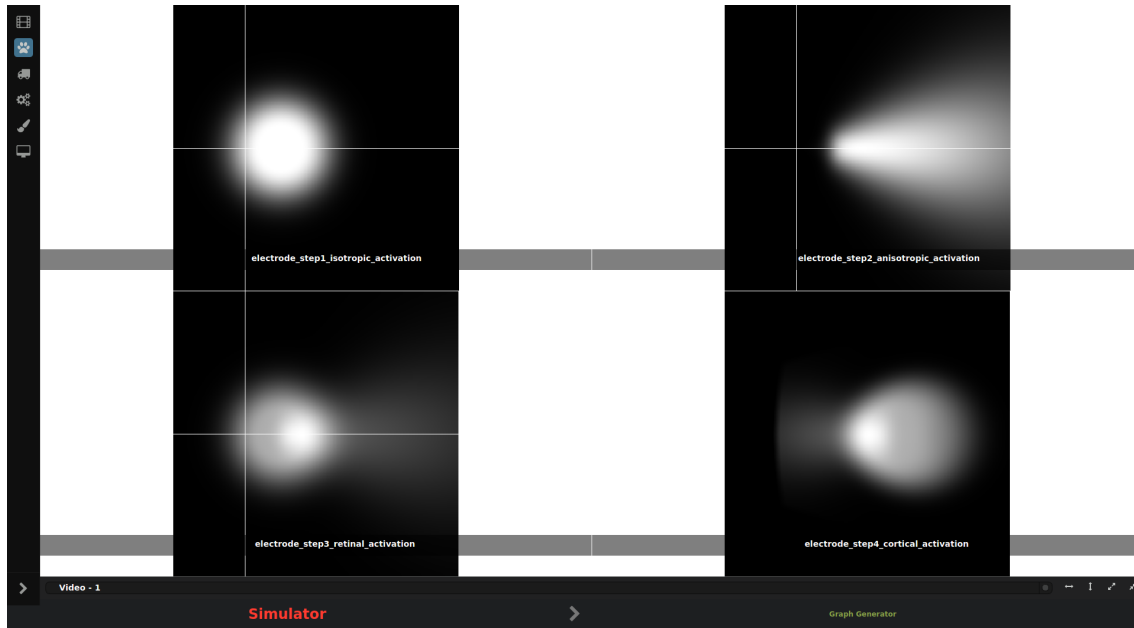 electrode_step1_isotropic_activation
electrode_step2_anisotropic_activation
electrode_step3_retinal_activation
electrode_step4_cortical_activation
Video - 1
Simulator
Graph Generator